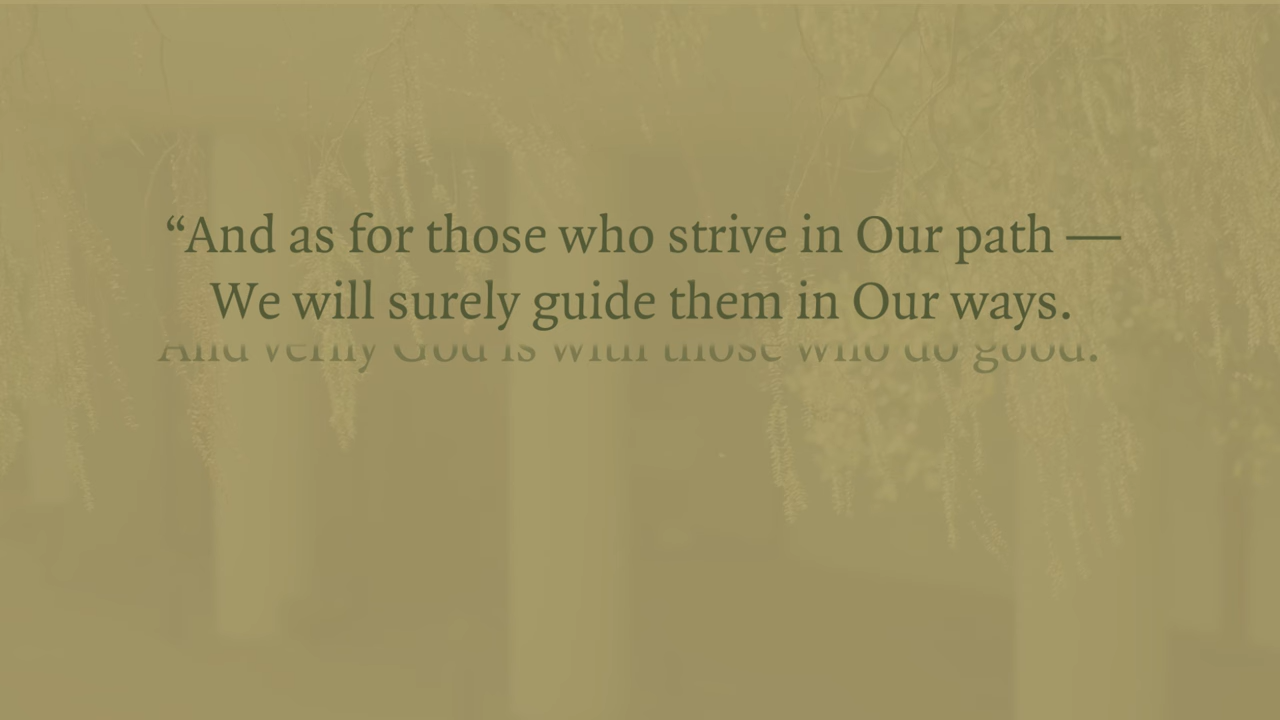 “And as for those who strive in Our path —
We will surely guide them in Our ways.
And verily God is with those who do good.